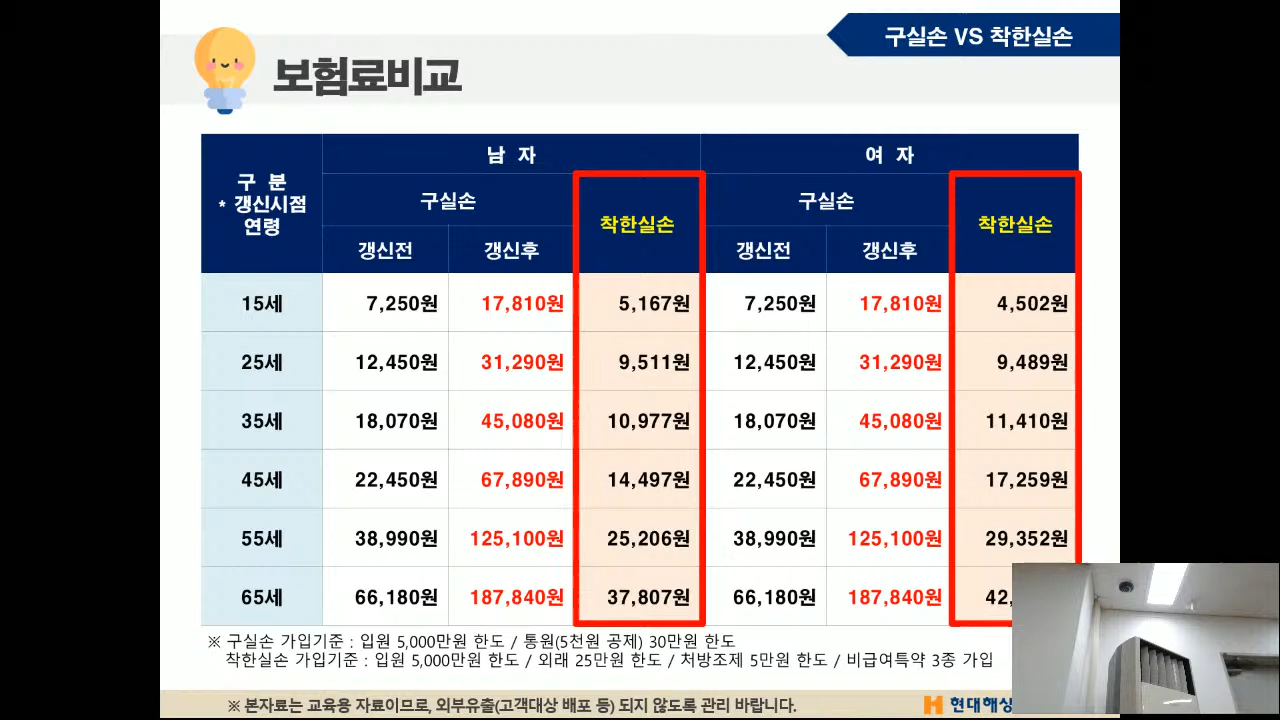 구실손 VS 착한실손
보험료비교
구 분
* 갱신시점
연령
남 자
여 자
구실손
착한실손
구실손
착한실손
갱신전
갱신후
갱신전
갱신후
15세 7,250원 17,810원 5,167원 7,250원 17,810원 4,502원
25세 12,450원 31,290원 9,511원 12,450원 31,290원 9,489원
35세 18,070원 45,080원 10,977원 18,070원 45,080원 11,410원
45세 22,450원 67,890원 14,497원 22,450원 67,890원 17,259원
55세 38,990원 125,100원 25,206원 38,990원 125,100원 29,352원
65세 66,180원 187,840원 37,807원 66,180원 187,840원 42,
※ 구실손 가입기준 : 입원 5,000만원 한도 / 통원(5천원 공제) 30만원 한도
착한실손 가입기준 : 입원 5,000만원 한도 / 외래 25만원 한도 / 처방조제 5만원 한도 / 비급여특약 3종 가입
※ 본자료는 교육용 자료이므로, 외부유출(고객대상 배포 등) 되지 않도록 관리 바랍니다.
현대해상